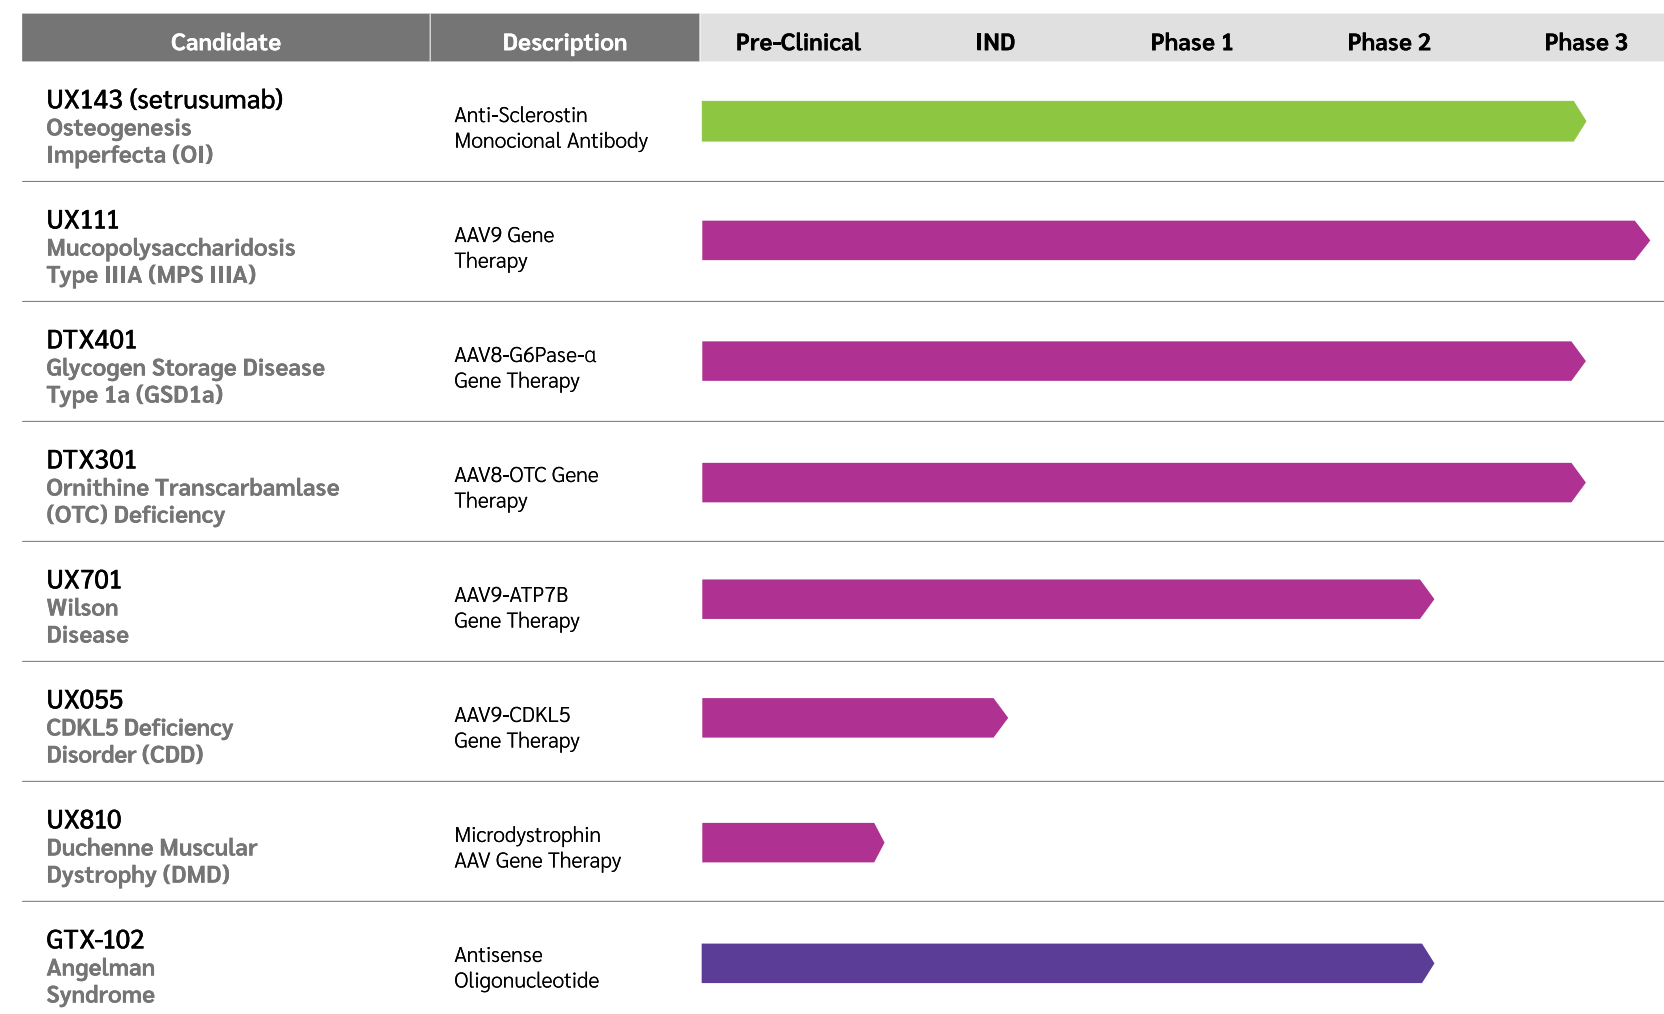 Candidate Description Pre-Clinical IND Phase 1 Phase 2 Phase 3
UX143 (setrusumab)
Osteogenesis
Imperfecta (OI)
Anti-Sclerostin
Monocional Antibody
UX111
Mucopolysaccharidosis
Type IIIA (MPS IIIA)
AAV9 Gene
Therapy
DTX401
Glycogen Storage Disease
Type 1a (GSD1a)
AAV8-G6Pase-α
Gene Therapy
DTX301
Ornithine Transcarbamlase
(OTC) Deficiency
AAV8-OTC Gene
Therapy
UX701
Wilson
Disease
AAV9-ATP7B
Gene Therapy
UX055
CDKL5 Deficiency
Disorder (CDD)
AAV9-CDKL5
Gene Therapy
UX810
Duchenne Muscular
Dystrophy (DMD)
Microdystrophin
AAV Gene Therapy
GTX-102
Angelman
Syndrome
Antisense
Oligonucleotide